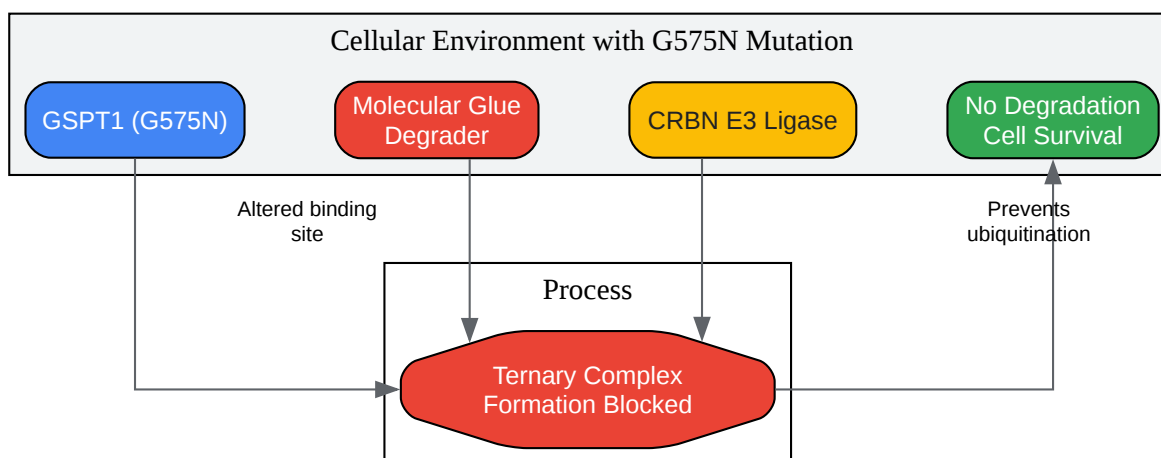 Cellular Environment with G575N Mutation
GSPT1 (G575N)
Molecular Glue
Degrader
CRBN E3 Ligase
No Degradation
Cell Survival
Altered binding
site
Prevents
ubiquitination
Process
Ternary Complex
Formation Blocked